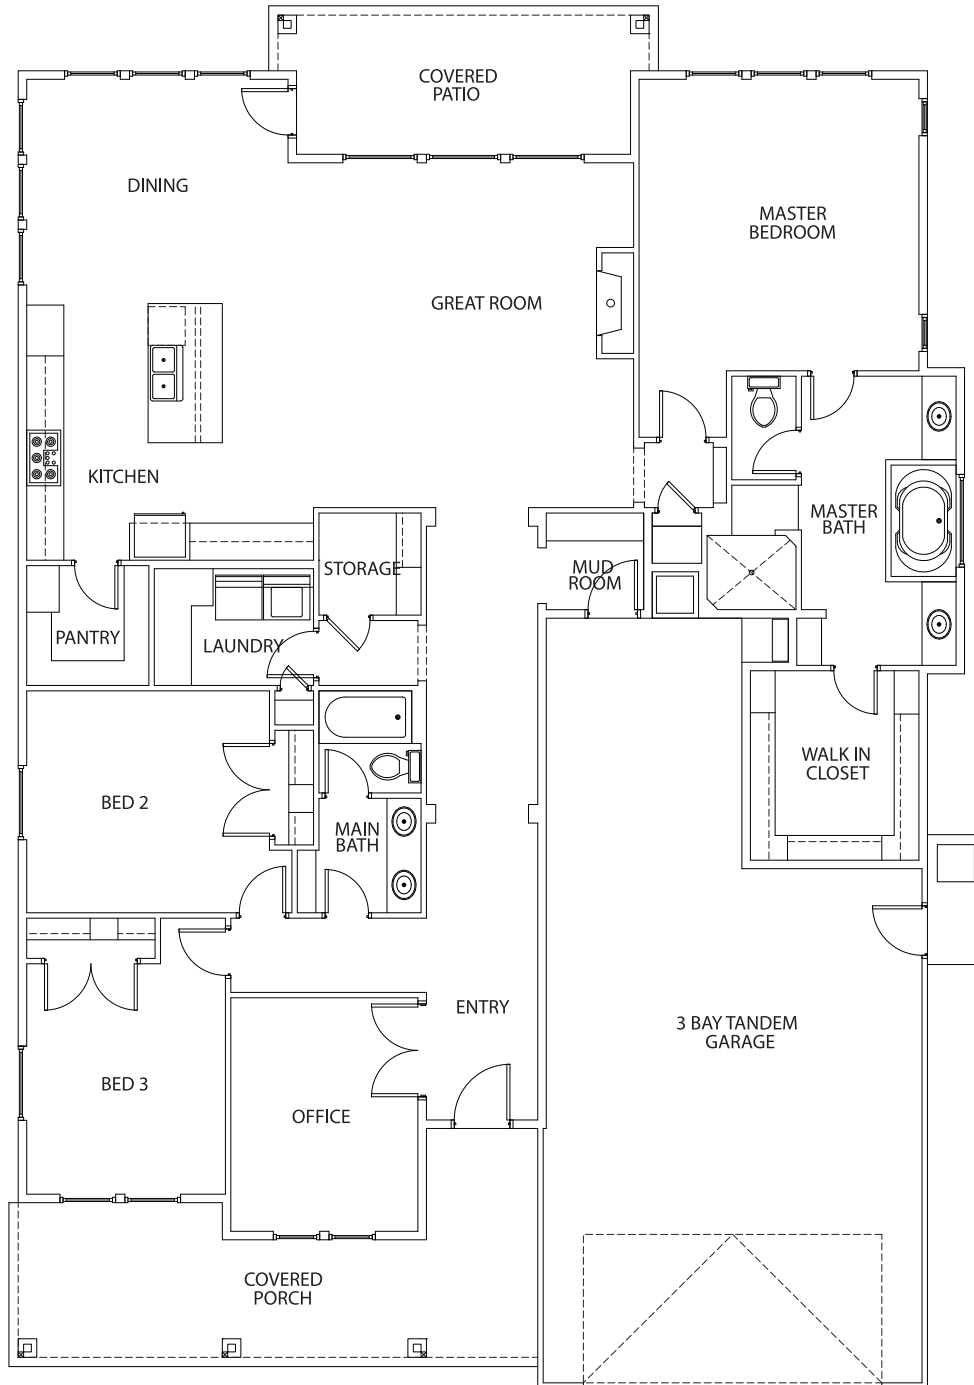 COVERED
PATIO
DINING
MASTER
BEDROOM
GREAT ROOM
KITCHEN
MASTER
BATH
STORAGE
MUD
ROOM
PANTRY
LAUNDRY
WALK IN
CLOSET
BED 2
MAIN
BATH
ENTRY
3 BAY TANDEM
GARAGE
BED 3
OFFICE
COVERED
PORCH